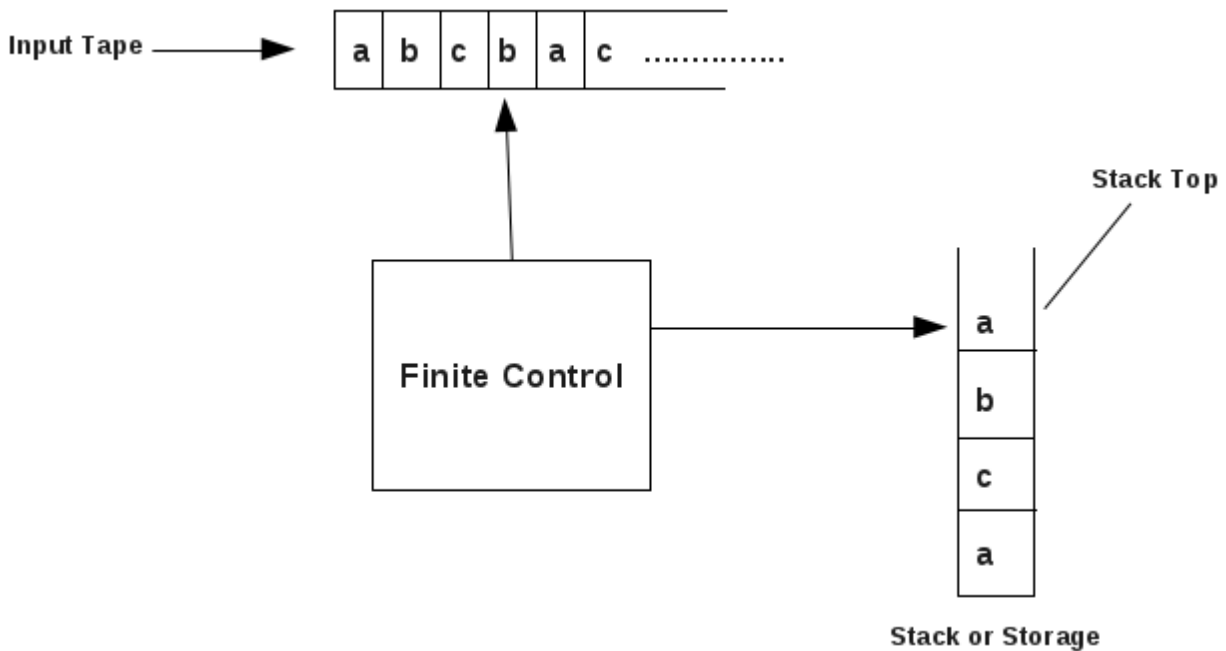 Input Tape
a b c b a c ...............
Stack Top
Finite Control
a
b
c
a
Stack or Storage